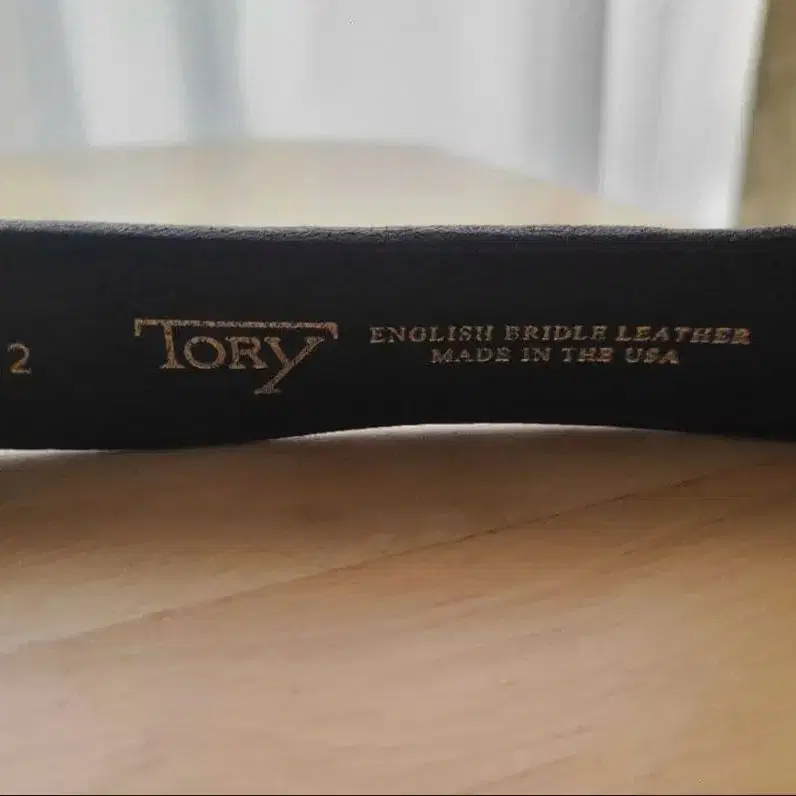 2
TORY
ENGLISH BRIDLE LEATHER
MADE IN THE USA